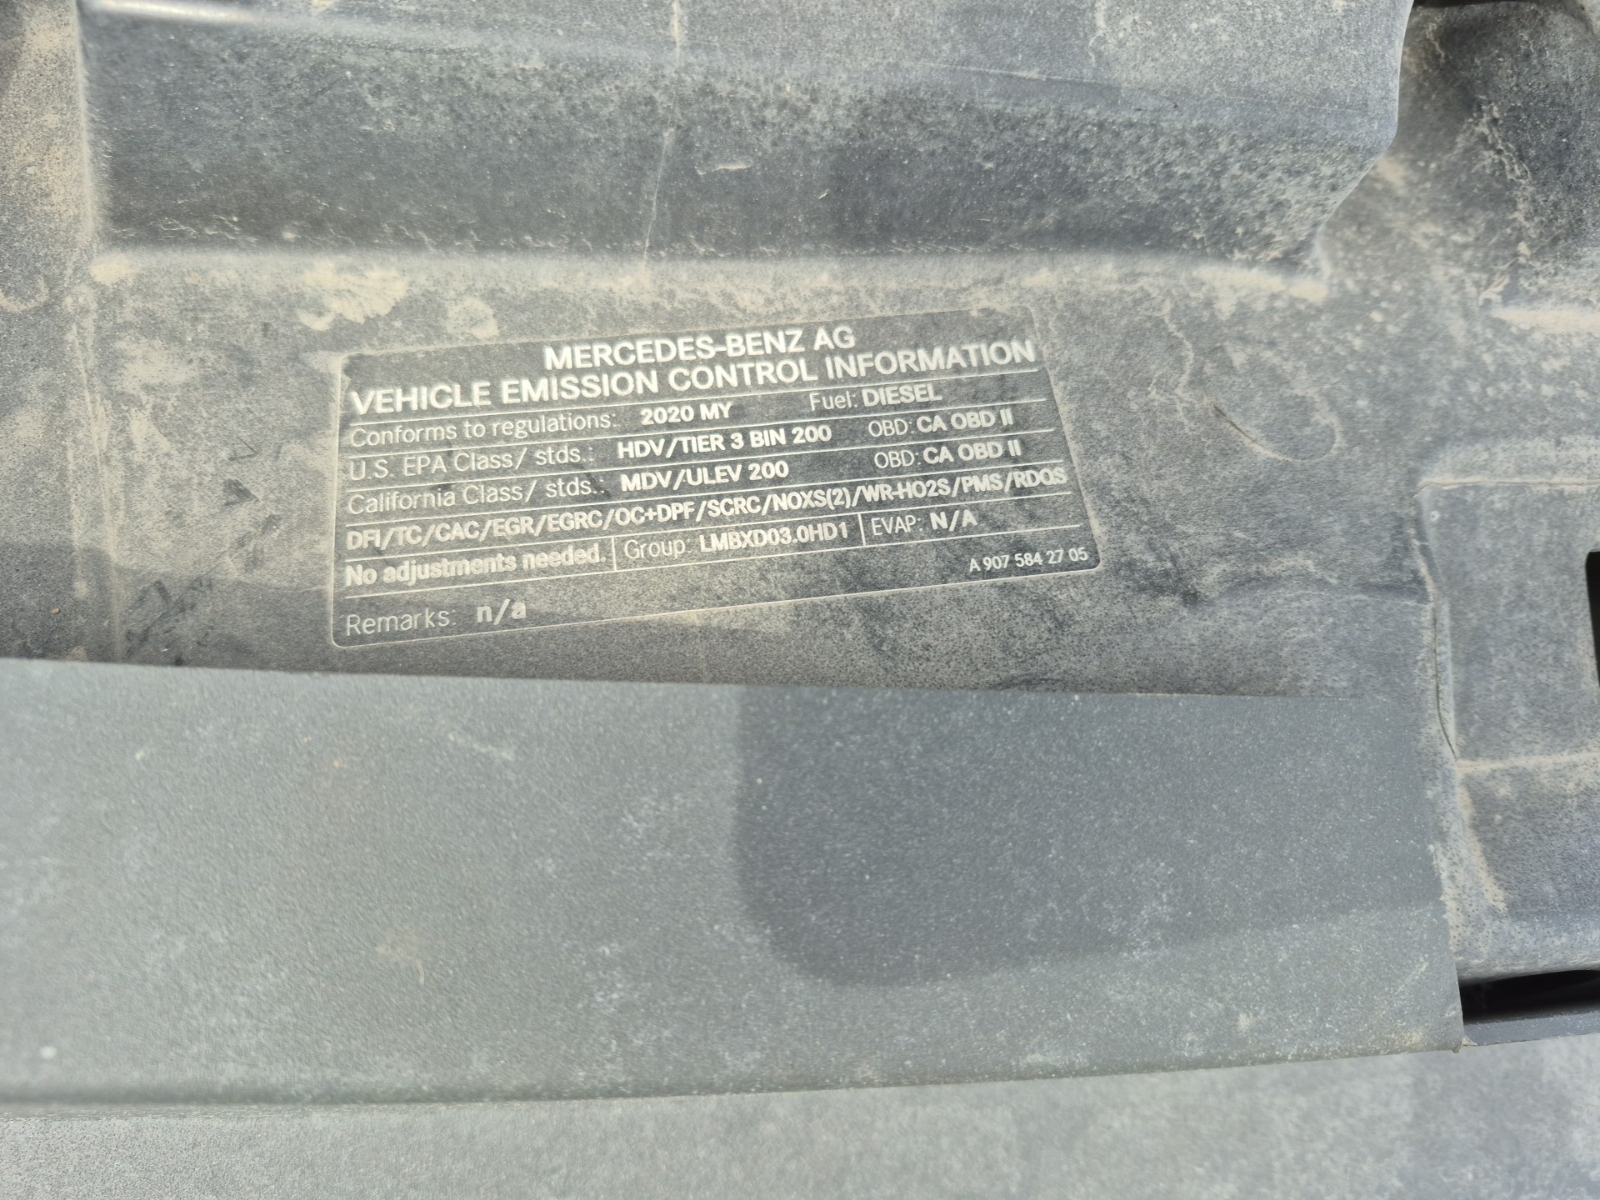 MERCEDES-BENZ AG
VEHICLE EMISSION CONTROL INFORMATION
Conforms to regulations: 2020 MY Fuel: DIESEL
U.S. EPA Class/ stds.: HDV/TIER 3 BIN 200 OBD: CA OBD II
California Class/ stds.: MDV/ULEV 200 OBD: CA OBD II
DFI/TC/CAC/EGR/EGRC/OC+DPF/SCRC/NOXS(2)/WR-HO2S/PMS/RDQS
No adjustments needed. Group: LMBXD03.0HD1 EVAP: N/A
Remarks: n/a A 907 584 27 05